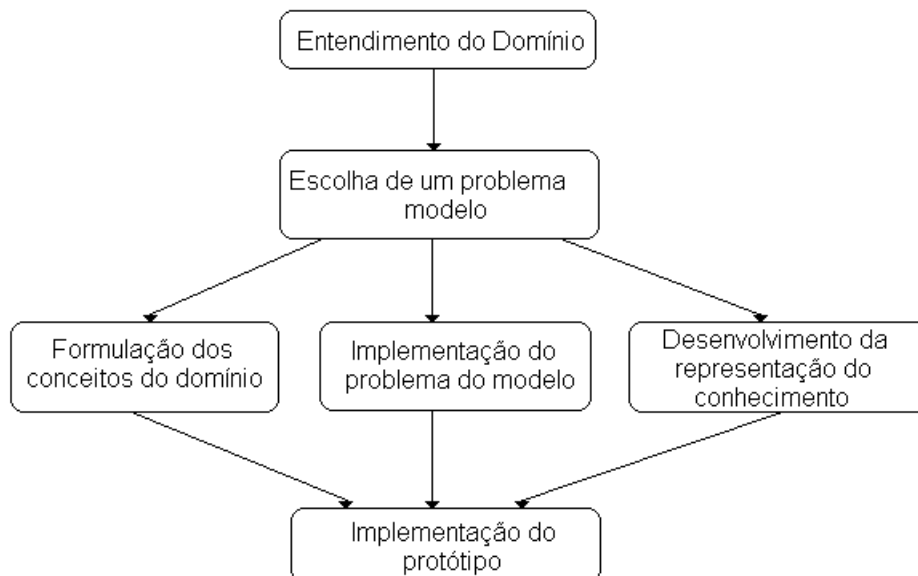 Entendimento do Domínio
Escolha de um problema
modelo
Formulação dos
conceitos do domínio
Implementação do
problema do modelo
Desenvolvimento da
representação do
conhecimento
Implementação do
protótipo